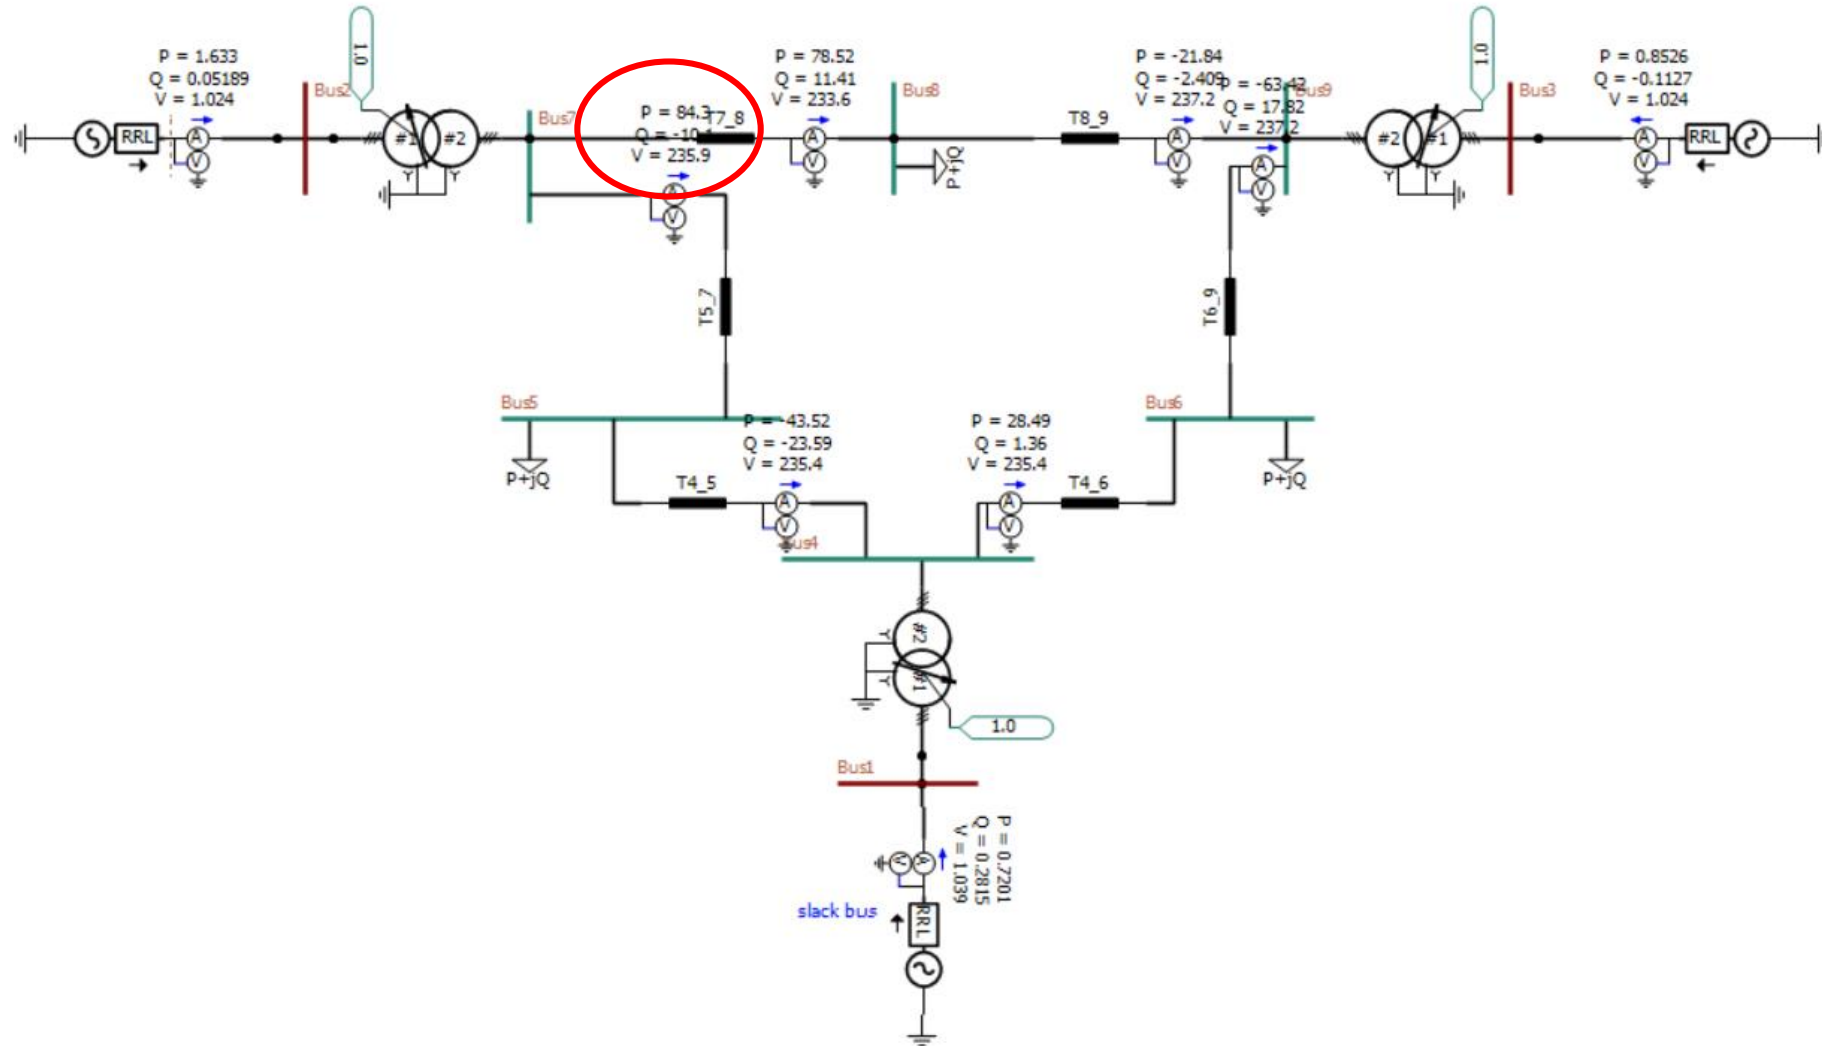 P = 1.633
Q = 0.05189
V = 1.024
1.0
P = 78.52
Q = 11.41
V = 233.6
P = -21.84
Q = -2.409
V = 237.2
1.0
P = 0.8526
Q = -0.1127
V = 1.024
Bus2
Bus7
P = 84.3
Q = -10.1
V = 235.9
T7_8
Bus8
P = -63.42
Q = 17.82
V = 237.2
Bus9
Bus3
RRL
A
V
#1
#2
A
V
P+jQ
T8_9
A
V
#2
#1
A
V
RRL
A
V
A
V
T5_7
T6_9
Bus5
P = -43.52
Q = -23.59
V = 235.4
P = 28.49
Q = 1.36
V = 235.4
Bus6
P+jQ
T4_5
A
V
A
V
T4_6
P+jQ
Bus4
#2
#1
1.0
Bus1
P = 0.7201
Q = 0.2815
V = 1.039
V
A
slack bus
RRL